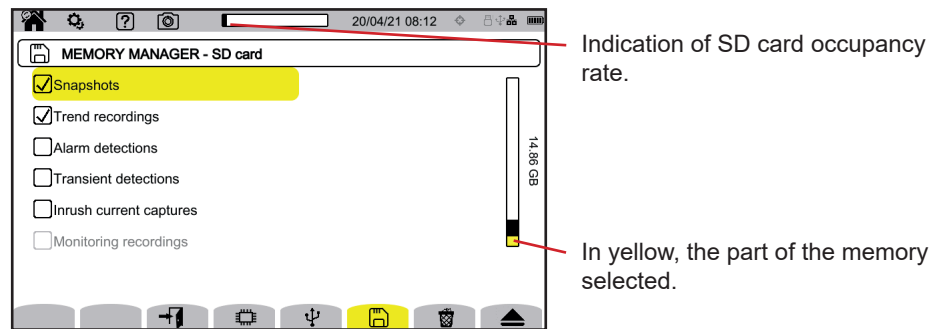 20/04/21 08:12
MEMORY MANAGER - SD card
Snapshots
Trend recordings
Alarm detections
Transient detections
Inrush current captures
Monitoring recordings
14.86 GB
Indication of SD card occupancy
rate.
In yellow, the part of the memory
selected.